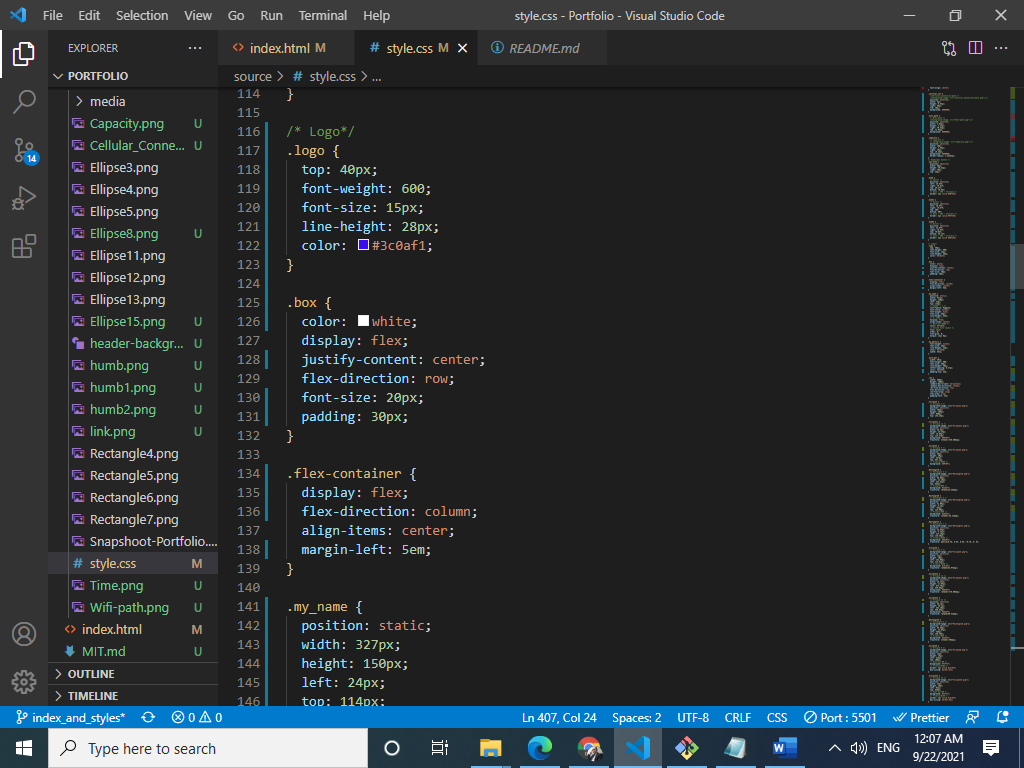 File Edit Selection View Go Run Terminal Help style.css - Portfolio - Visual Studio Code
EXPLORER
index.html M
# style.css M
README.md
PORTFOLIO
source > # style.css > ...
media
Capacity.png U
Cellular_Conne... U
Ellipse3.png
Ellipse4.png
Ellipse5.png
Ellipse8.png U
Ellipse11.png
Ellipse12.png
Ellipse13.png
Ellipse15.png U
header-backgr... U
humb.png U
humb1.png U
humb2.png U
link.png U
Rectangle4.png
Rectangle5.png
Rectangle6.png
Rectangle7.png
Snapshoot-Portfolio....
# style.css M
Time.png U
Wifi-path.png U
index.html M
MIT.md U
OUTLINE
TIMELINE
14
114 }
115
116 /* Logo*/
117 .logo {
118 top: 40px;
119 font-weight: 600;
120 font-size: 15px;
121 line-height: 28px;
122 color: #3c0af1;
123 }
124
125 .box {
126 color: white;
127 display: flex;
128 justify-content: center;
129 flex-direction: row;
130 font-size: 20px;
131 padding: 30px;
132 }
133
134 .flex-container {
135 display: flex;
136 flex-direction: column;
137 align-items: center;
138 margin-left: 5em;
139 }
140
141 .my_name {
142 position: static;
143 width: 327px;
144 height: 150px;
145 left: 24px;
146 top: 114px;
index_and_styles* 0 0 Ln 407, Col 24 Spaces: 2 UTF-8 CRLF CSS Port : 5501 Prettier
Type here to search
ENG
12:07 AM
9/22/2021